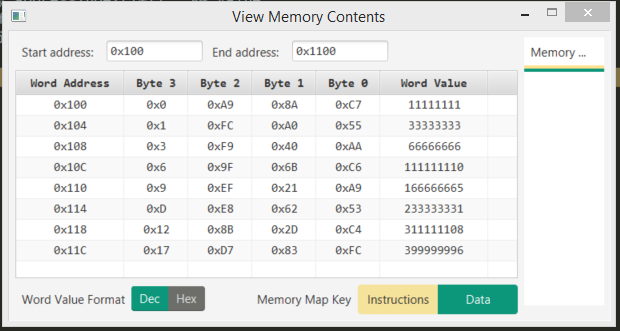 View Memory Contents
Start address: 0x100 End address: 0x1100
Memory ...
Word Address Byte 3 Byte 2 Byte 1 Byte 0 Word Value
0x100 0x0 0xA9 0x8A 0xC7 11111111
0x104 0x1 0xFC 0xA0 0x55 33333333
0x108 0x3 0xF9 0x40 0xAA 66666666
0x10C 0x6 0x9F 0x6B 0xC6 111111110
0x110 0x9 0xEF 0x21 0xA9 166666665
0x114 0xD 0xE8 0x62 0x53 233333331
0x118 0x12 0x8B 0x2D 0xC4 311111108
0x11C 0x17 0xD7 0x83 0xFC 399999996
Word Value Format Dec Hex Memory Map Key Instructions Data